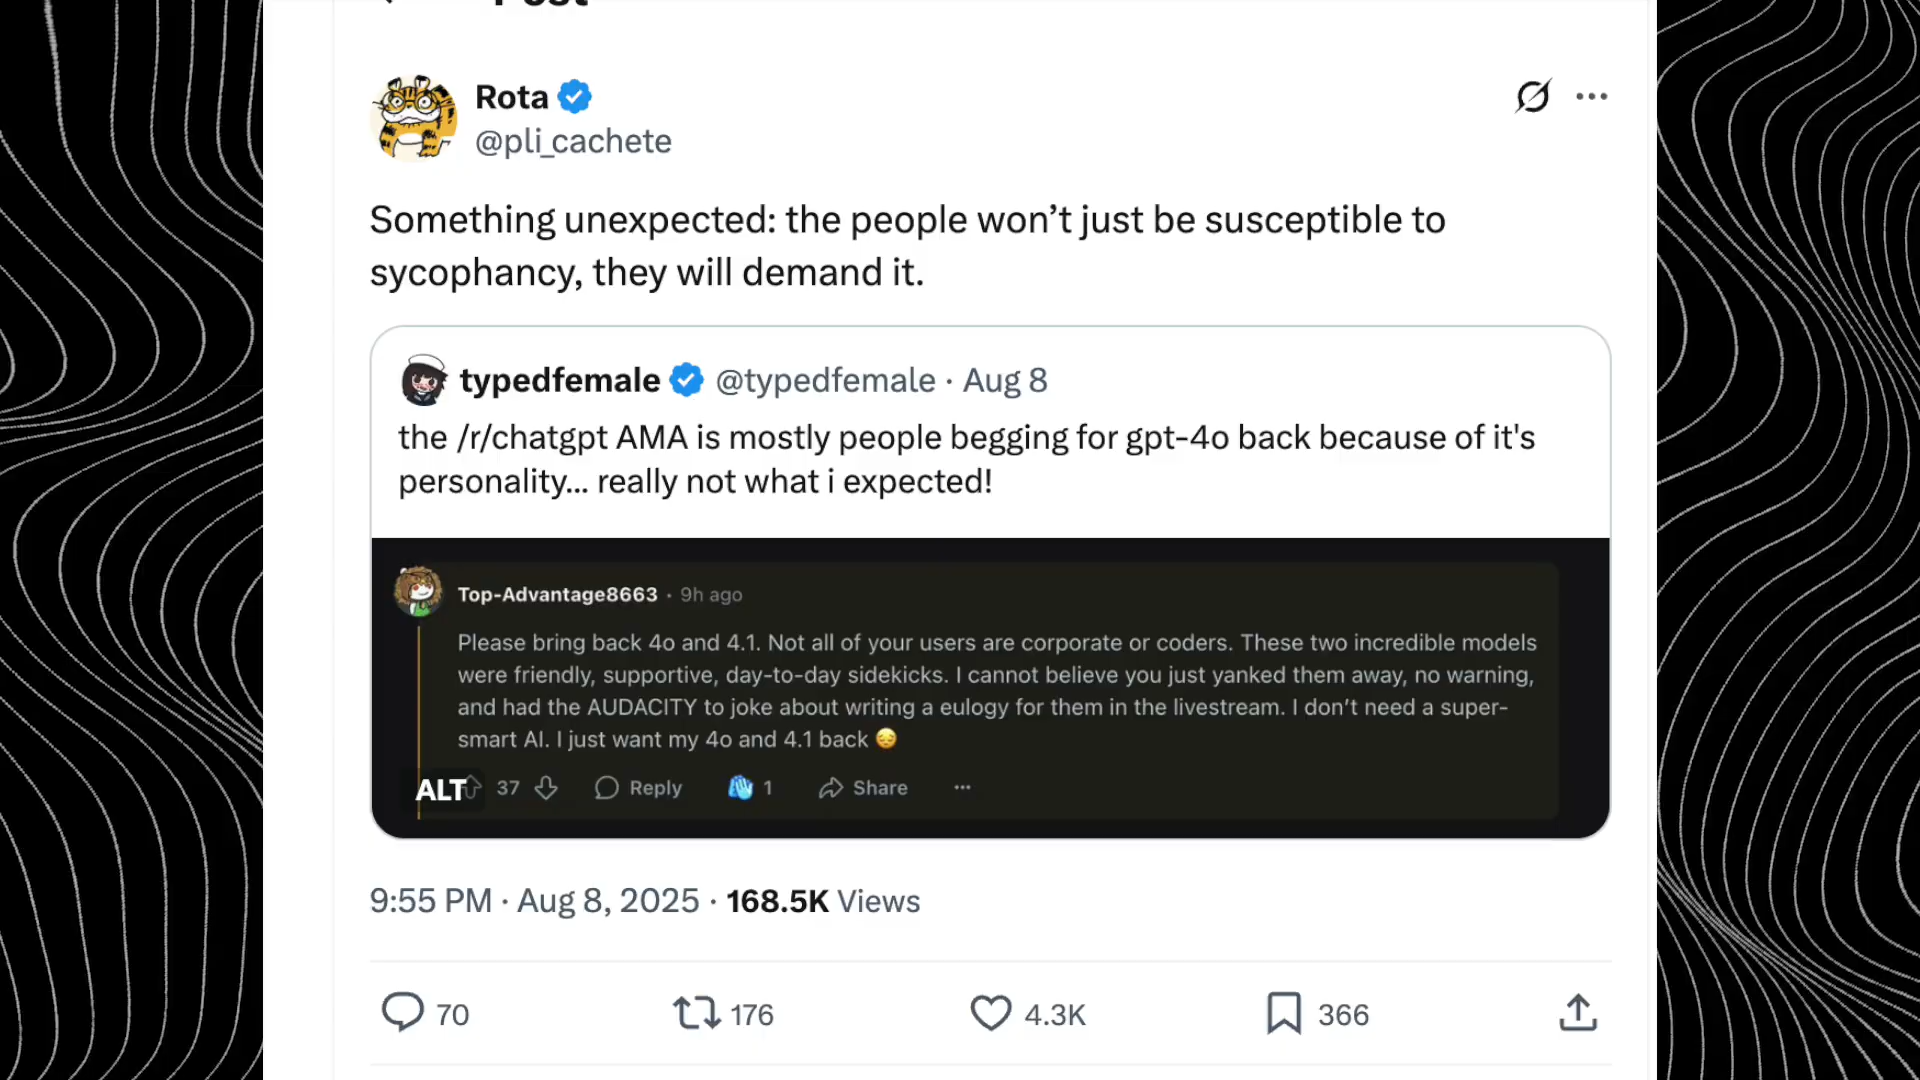 Post
Rota
@pli_cachete
Something unexpected: the people won’t just be susceptible to
sycophancy, they will demand it.
typedfemale @typedfemale · Aug 8
the /r/chatgpt AMA is mostly people begging for gpt-4o back because of it's
personality... really not what i expected!
Top-Advantage8663 · 9h ago
Please bring back 4o and 4.1. Not all of your users are corporate or coders. These two incredible models
were friendly, supportive, day-to-day sidekicks. I cannot believe you just yanked them away, no warning,
and had the AUDACITY to joke about writing a eulogy for them in the livestream. I don’t need a super-
smart AI. I just want my 4o and 4.1 back 😔
ALT 37 Reply 1 Share ...
9:55 PM · Aug 8, 2025 · 168.5K Views
70 176 4.3K 366